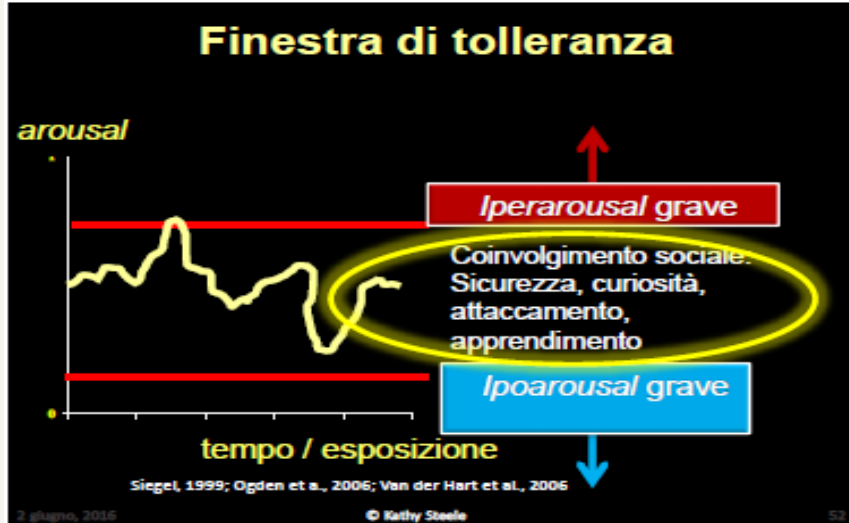 Finestra di tolleranza
arousal
Iperarousal grave
Coinvolgimento sociale:
Sicurezza, curiosità,
attaccamento,
apprendimento
Ipoarousal grave
0
tempo / esposizione
Siegel, 1999; Ogden et a., 2006; Van der Hart et al., 2006
2 giugno, 2016
© Kathy Steele
52